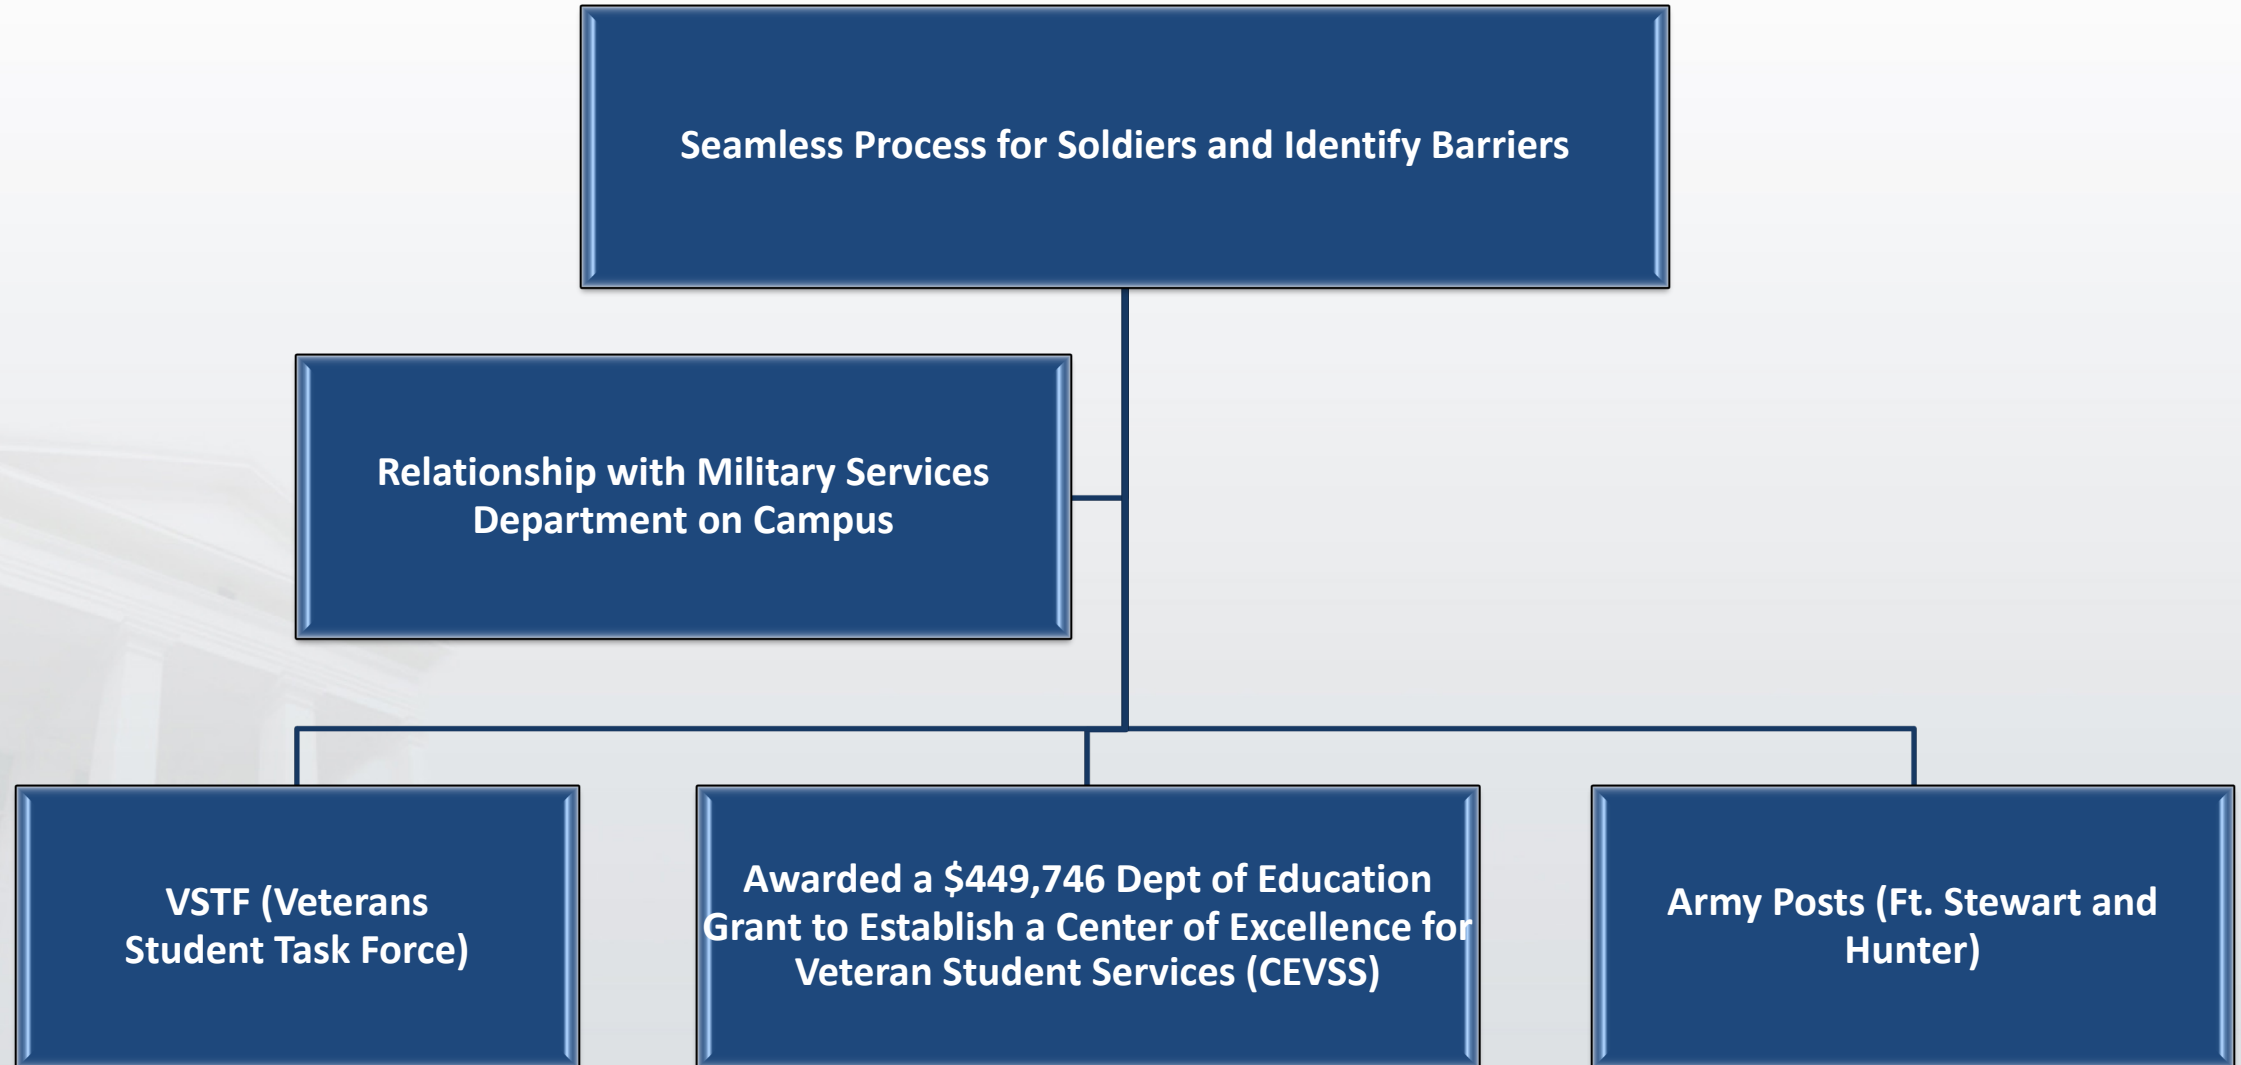 Seamless Process for Soldiers and Identify Barriers
Relationship with Military Services
Department on Campus
VSTF (Veterans
Student Task Force)
Awarded a $449,746 Dept of Education
Grant to Establish a Center of Excellence for
Veteran Student Services (CEVSS)
Army Posts (Ft. Stewart and
Hunter)